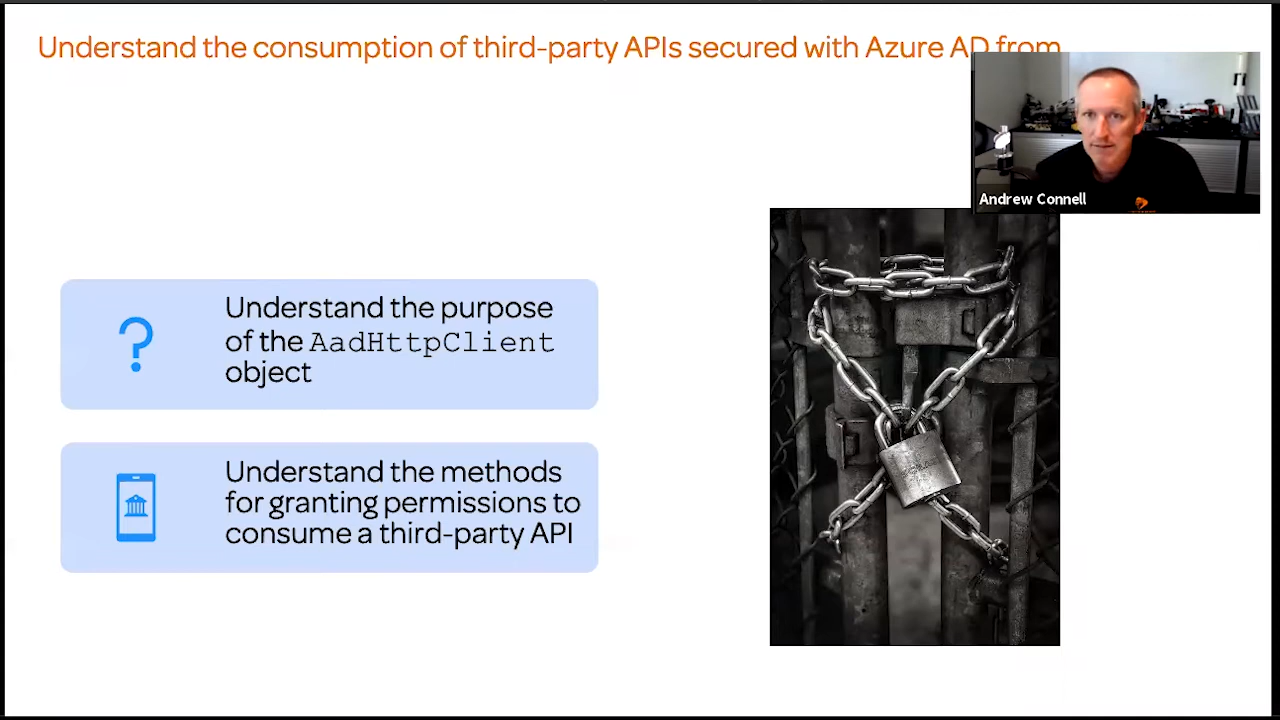 Understand the consumption of third-party APIs secured with Azure AD from
Andrew Connell
Understand the purpose
of the AadHttpClient
object
Understand the methods
for granting permissions to
consume a third-party API